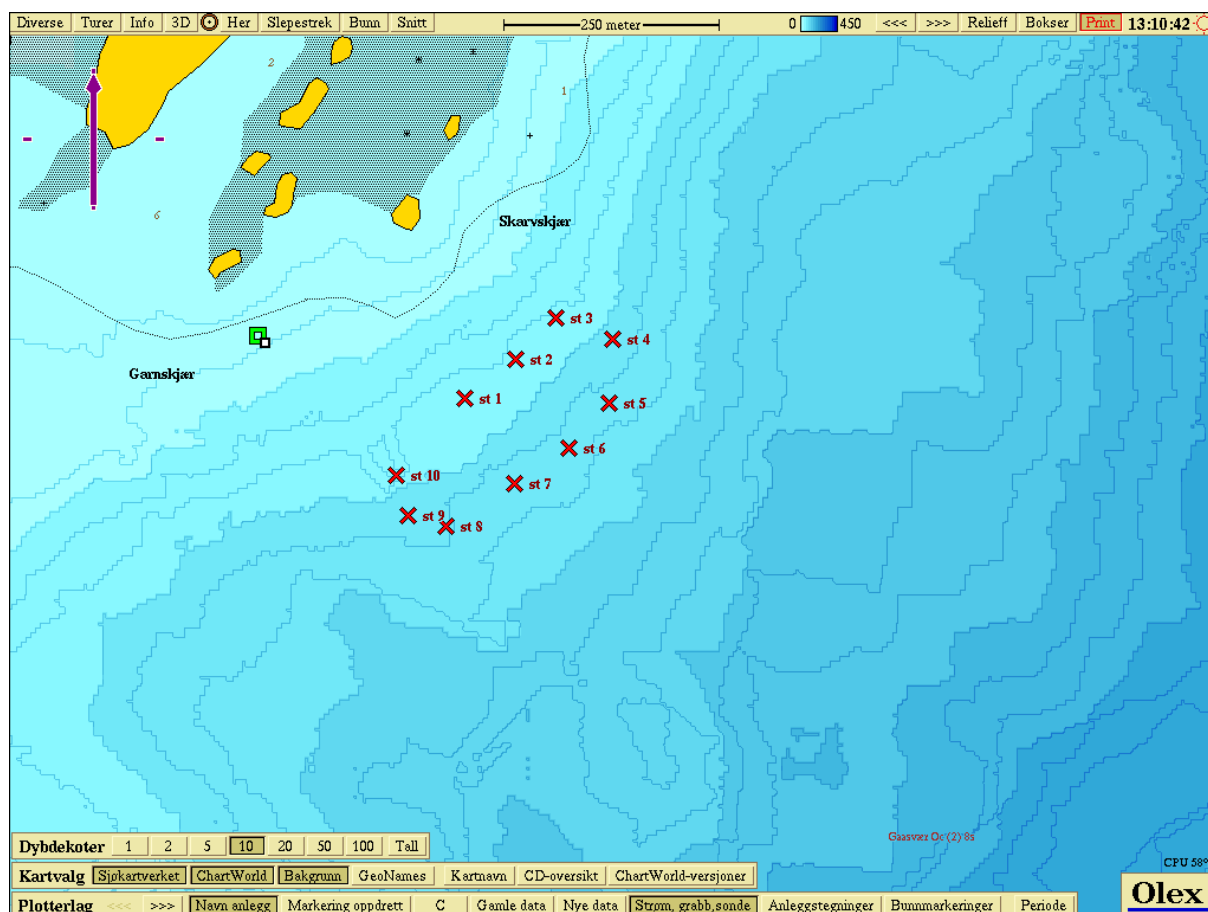 Diverse Turer Info 3D Her Slepestrek Bunn Snitt 250 meter 0 450 <<< >>> Relieff Bokser Print 13:10:42
2
1
6
Skarvskjær
Garnskjær
st 3
st 4
st 2
st 1
st 5
st 6
st 10
st 7
st 9
st 8
Gaasvær Oc (2) 8s
Dybdekoter 1 2 5 10 20 50 100 Tall
CPU 58°
Kartvalg Sjøkartverket ChartWorld Bakgrunn GeoNames Kartnavn CD-oversikt ChartWorld-versjoner
Olex
Plotterlag <<< >>> Navn anlegg Markering oppdrett C Gamle data Nye data Strøm, grabb,sonde Anleggstegninger Bunnmarkeringer Periode